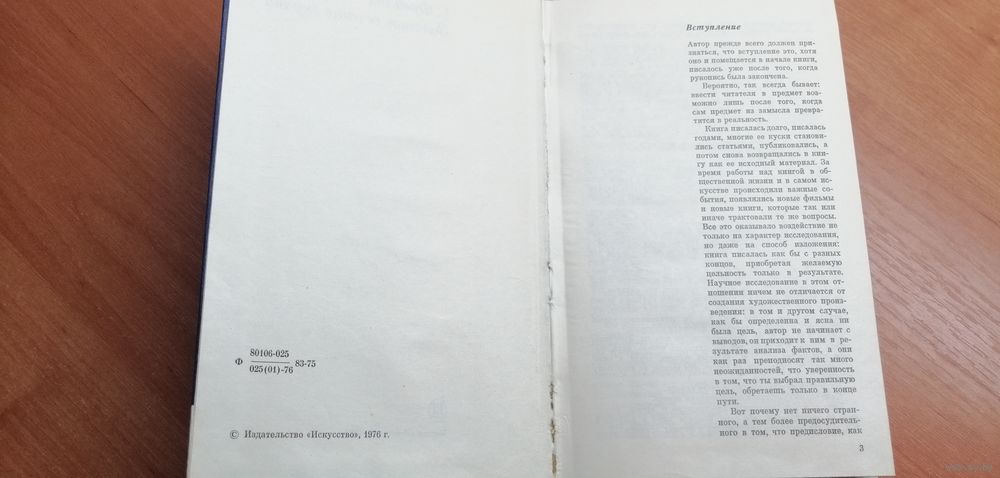 80106-025
Ф 83-75
025(01)-76
© Издательство «Искусство», 1976 г.
Вступление
Автор прежде всего должен при-
знаться, что вступление это, хотя
оно и помещается в начале книги,
писалось уже после того, когда
рукопись была закончена.
Вероятно, так всегда бывает:
ввести читателя в предмет воз-
можно лишь после того, когда
сам предмет из замысла превра-
тится в реальность.
Книга писалась долго, писалась
годами, многие ее куски станови-
лись статьями, публиковались, а
потом снова возвращались в кни-
гу как ее исходный материал. За
время работы над книгой в об-
щественной жизни и в самом ис-
кусстве происходили важные со-
бытия, появлялись новые фильмы
и новые книги, которые так или
иначе трактовали те же вопросы.
Все это оказывало воздействие не
только на характер исследования,
но даже на способ изложения:
книга писалась как бы с разных
концов, приобретая желаемую
цельность только в результате.
Научное исследование в этом от-
ношении ничем не отличается от
создания художественного произ-
ведения: в том и другом случае,
как бы определенна и ясна ни
была цель, автор не начинает с
выводов, он приходит к ним в ре-
зультате анализа фактов, а они
как раз преподносят так много
неожиданностей, что уверенность
в том, что ты выбрал правильную
цель, обретаешь только в конце
пути.
Вот почему нет ничего стран-
ного, а тем более предосудитель-
ного в том, что предисловие, как
3